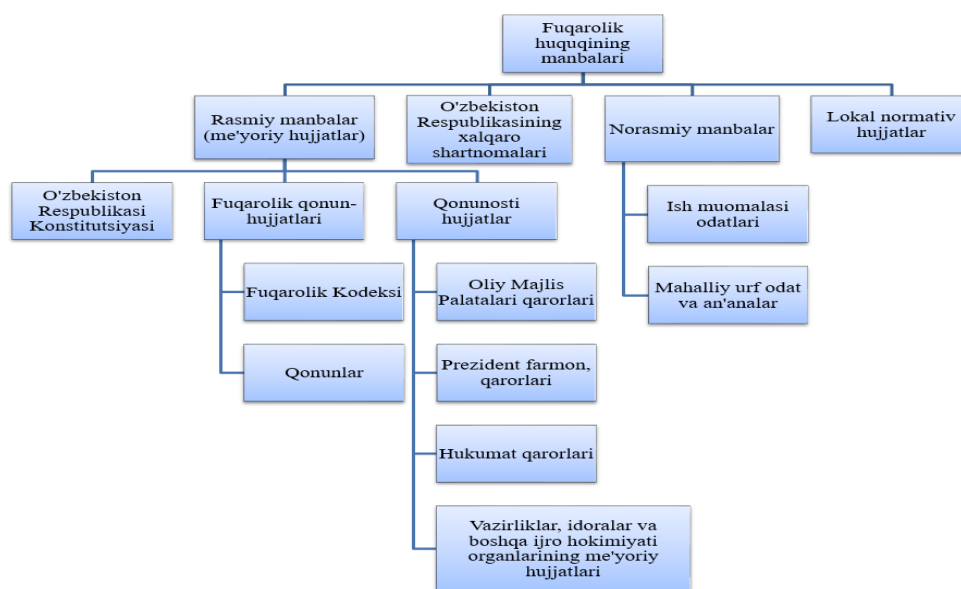 Fuqarolik
huquqining
manbalari
Rasmiy manbalar
(me'yoriy hujjatlar)
O'zbekiston
Respublikasining
xalqaro
shartnomalari
Norasmiy manbalar
Lokal normativ
hujjatlar
O'zbekiston
Respublikasi
Konstitutsiyasi
Fuqarolik qonun-
hujjatlari
Qonunosti
hujjatlar
Ish muomalasi
odatlari
Fuqarolik Kodeksi
Oliy Majlis
Palatalari qarorlari
Mahalliy urf odat
va an'analar
Qonunlar
Prezident farmon,
qarorlari
Hukumat qarorlari
Vazirliklar, idoralar va
boshqa ijro hokimiyati
organlarining me'yoriy
hujjatlari